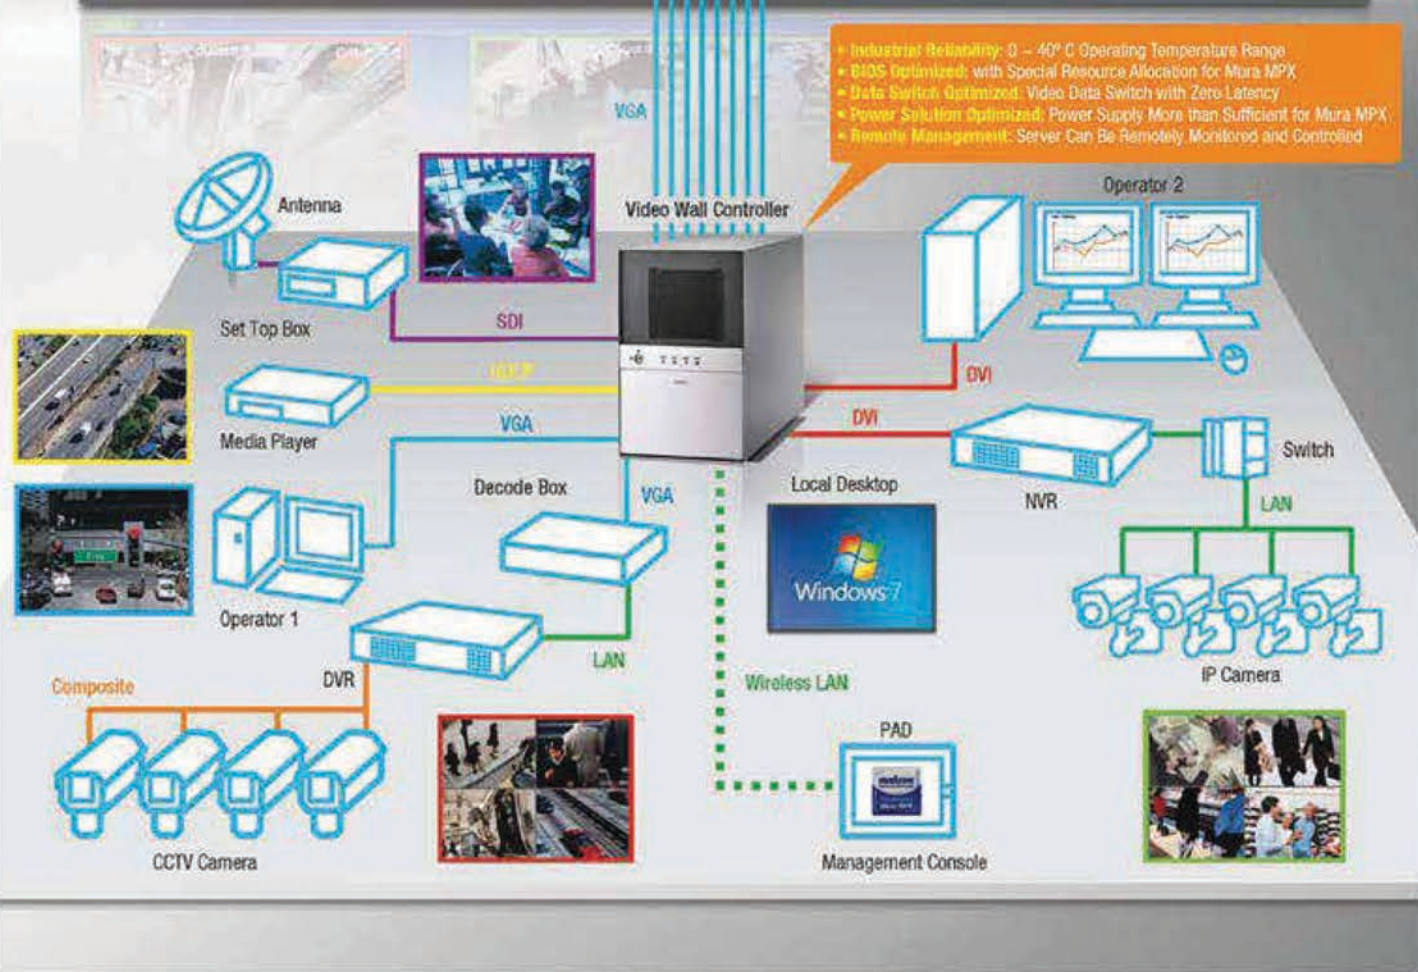 VGA
• Industrial Reliability: 0 ~ 40° C Operating Temperature Range
• BIOS Optimized: with Special Resource Allocation for Mura MPX
• Data Switch Optimized: Video Data Switch with Zero Latency
• Power Solution Optimized: Power Supply More than Sufficient for Mura MPX
• Remote Management: Server Can Be Remotely Monitored and Controlled
Operator 2
Antenna
Video Wall Controller
SDI
Set Top Box
DVI
VGA
DVI
Media Player
Switch
Decode Box
VGA
Local Desktop
NVR
LAN
Windows 7
Operator 1
LAN
IP Camera
DVR
Composite
Wireless LAN
PAD
matrox
CCTV Camera
Management Console